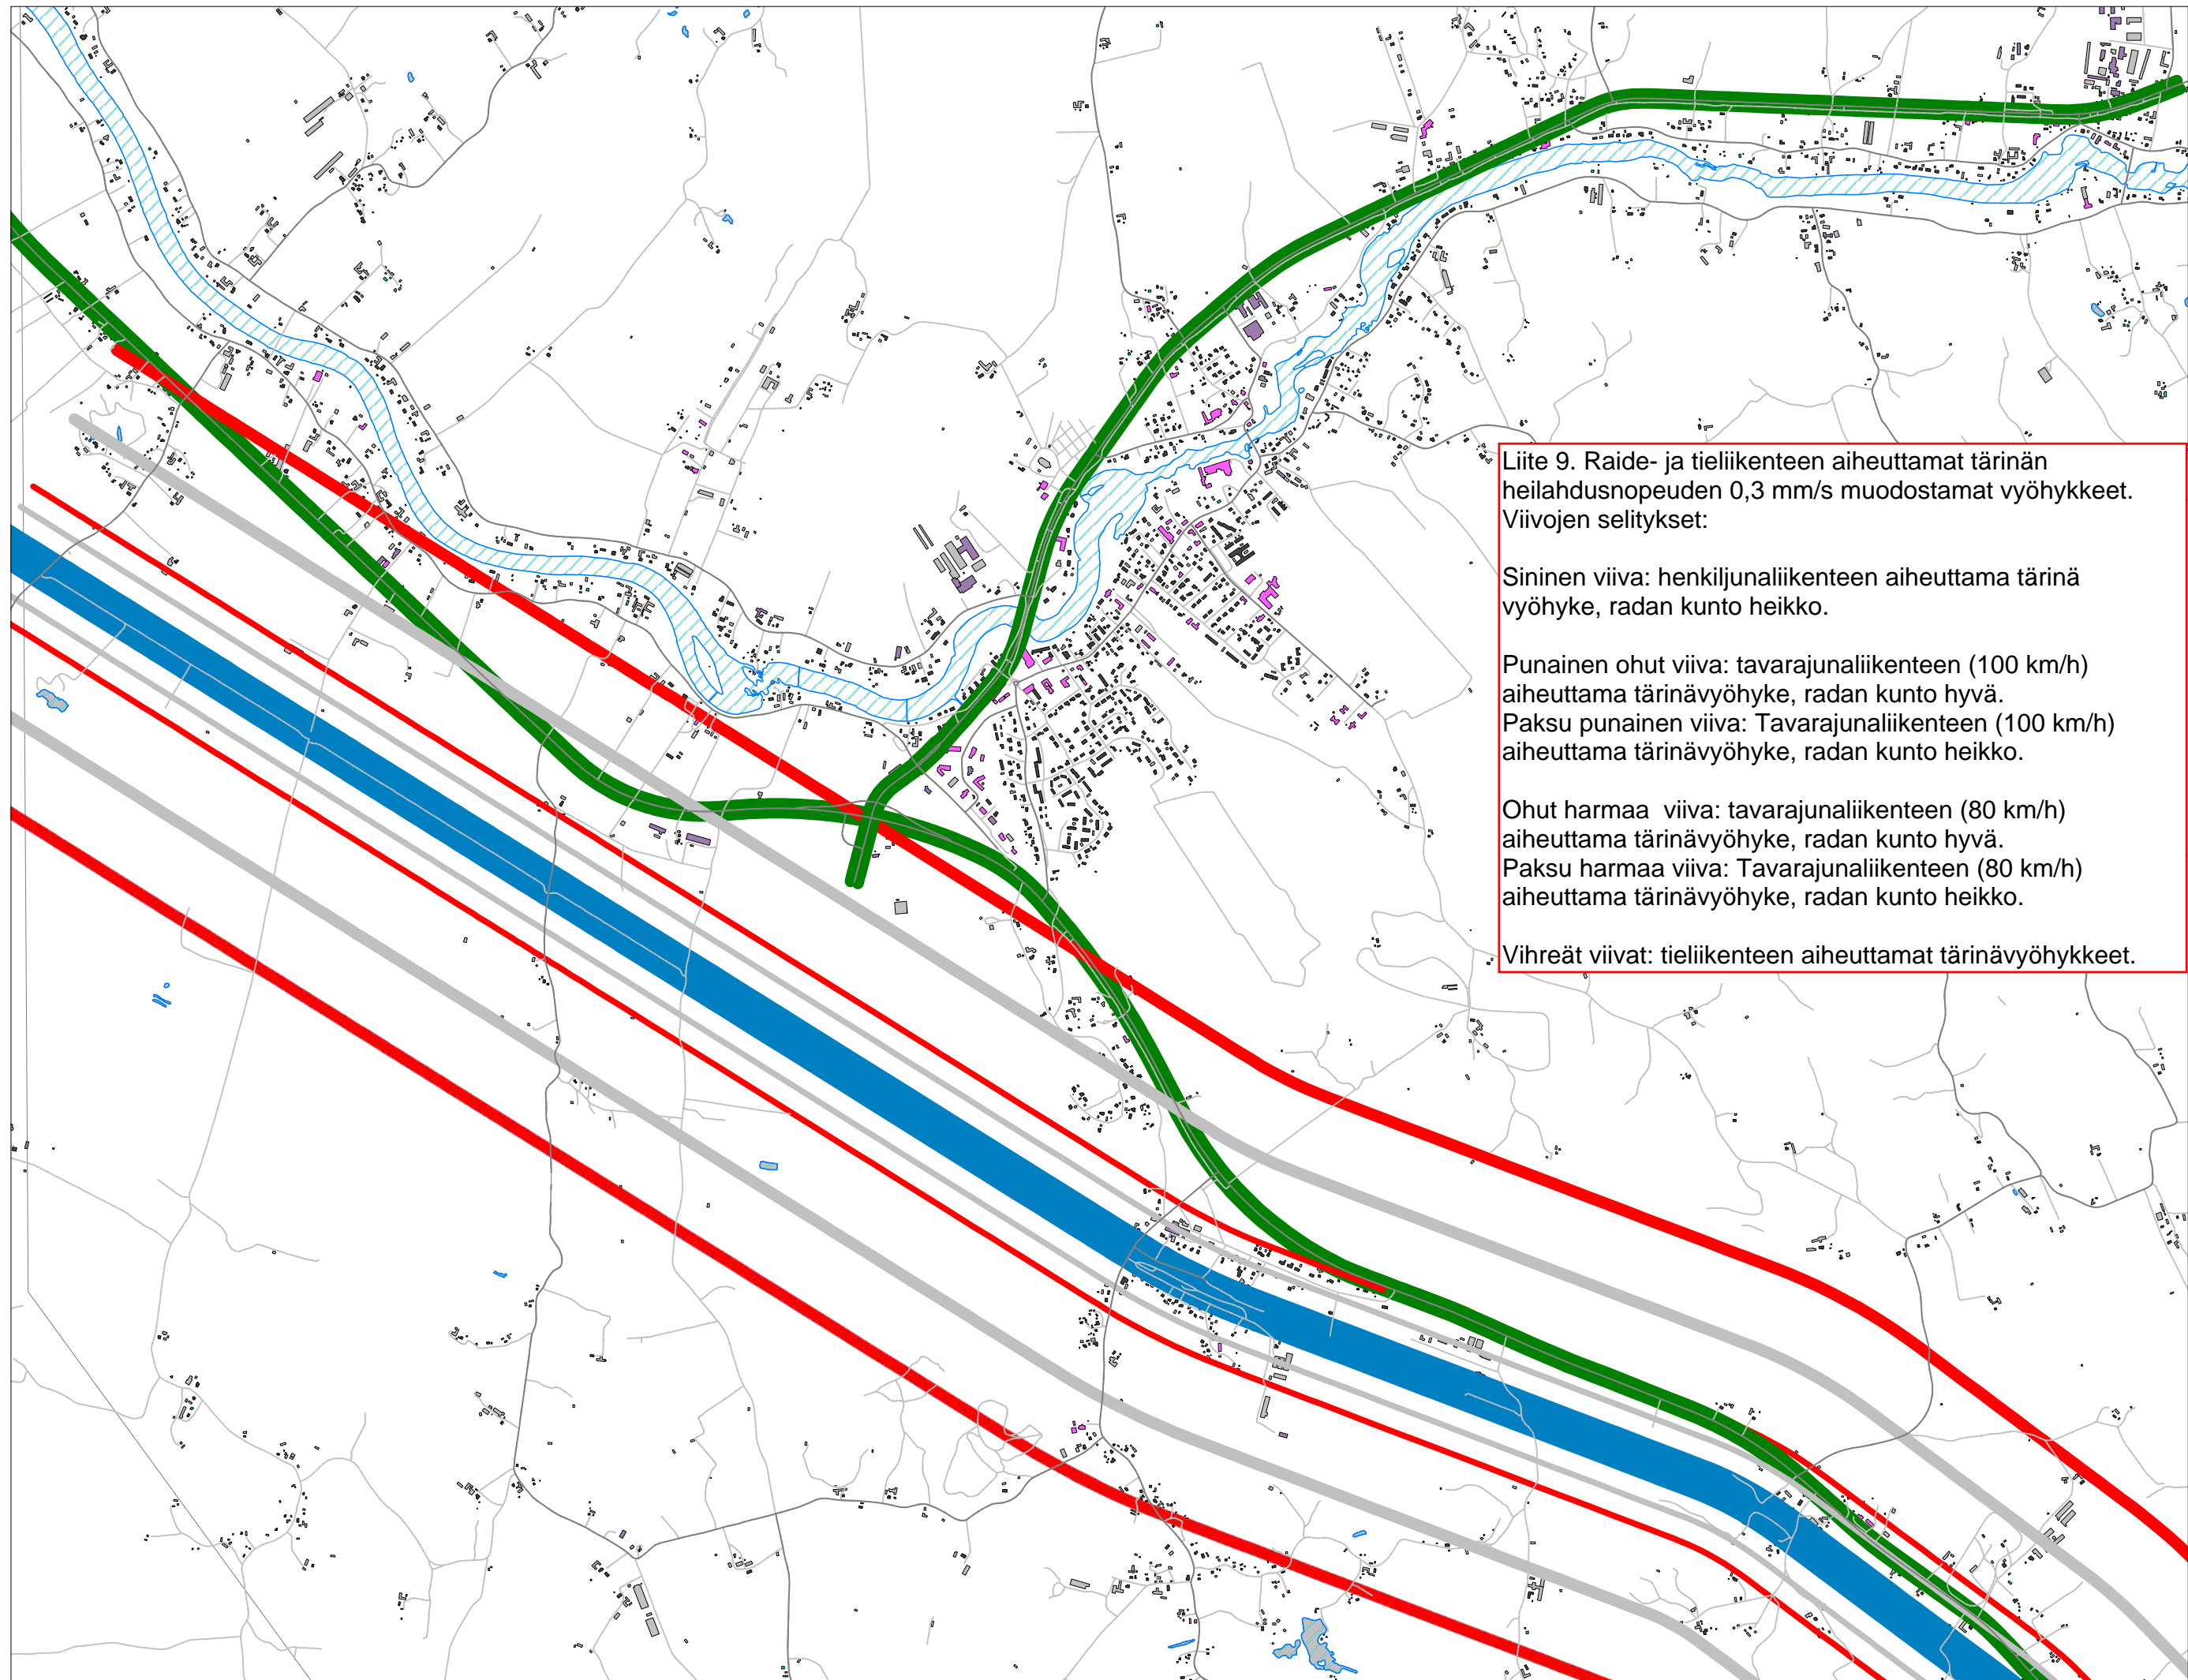 Liite 9. Raide- ja tieliikenteen aiheuttamat tärinän
heilahdusnopeuden 0,3 mm/s muodostamat vyöhykkeet.
Viivojen selitykset:
Sininen viiva: henkiljunaliikenteen aiheuttama tärinä
vyöhyke, radan kunto heikko.
Punainen ohut viiva: tavarajunaliikenteen (100 km/h)
aiheuttama tärinävyöhyke, radan kunto hyvä.
Paksu punainen viiva: Tavarajunaliikenteen (100 km/h)
aiheuttama tärinävyöhyke, radan kunto heikko.
Ohut harmaa  viiva: tavarajunaliikenteen (80 km/h)
aiheuttama tärinävyöhyke, radan kunto hyvä.
Paksu harmaa viiva: Tavarajunaliikenteen (80 km/h)
aiheuttama tärinävyöhyke, radan kunto heikko.
Vihreät viivat: tieliikenteen aiheuttamat tärinävyöhykkeet.